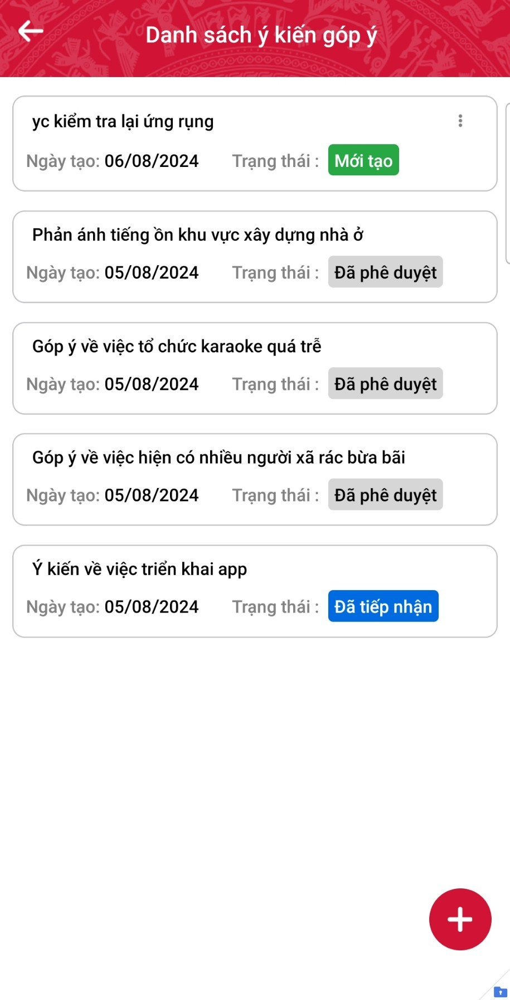 Danh sách ý kiến góp ý
yc kiểm tra lại ứng rụng
Ngày tạo: 06/08/2024 Trạng thái : Mới tạo
Phản ánh tiếng ồn khu vực xây dựng nhà ở
Ngày tạo: 05/08/2024 Trạng thái : Đã phê duyệt
Góp ý về việc tổ chức karaoke quá trễ
Ngày tạo: 05/08/2024 Trạng thái : Đã phê duyệt
Góp ý về việc hiện có nhiều người xã rác bừa bãi
Ngày tạo: 05/08/2024 Trạng thái : Đã phê duyệt
Ý kiến về việc triển khai app
Ngày tạo: 05/08/2024 Trạng thái : Đã tiếp nhận